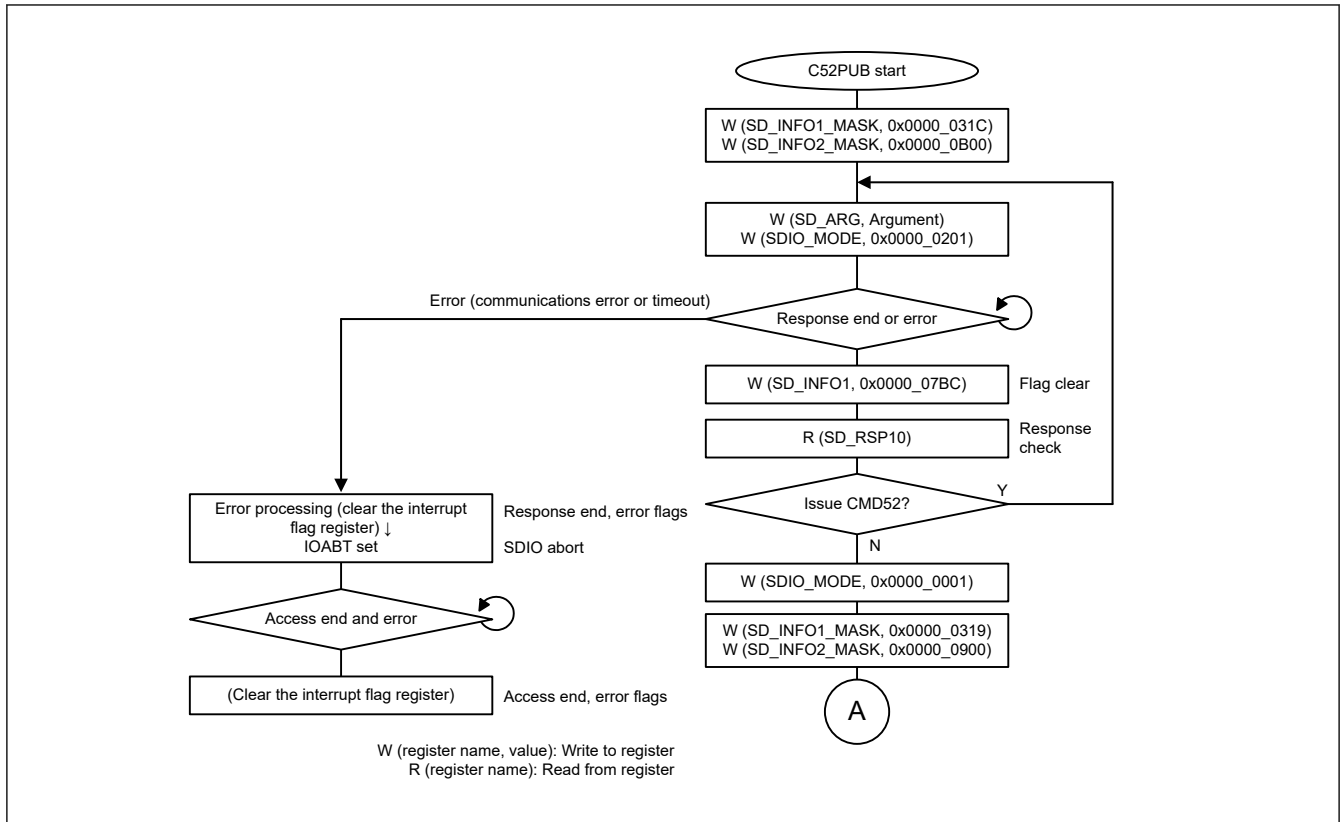 C52PUB start
W (SD_INFO1_MASK, 0x0000_031C)
W (SD_INFO2_MASK, 0x0000_0B00)
W (SD_ARG, Argument)
W (SDIO_MODE, 0x0000_0201)
Error (communications error or timeout)
Response end or error
W (SD_INFO1, 0x0000_07BC)
Flag clear
R (SD_RSP10)
Response
check
Issue CMD52?
Y
N
Error processing (clear the interrupt
flag register) ↓
IOABT set
Response end, error flags
SDIO abort
W (SDIO_MODE, 0x0000_0001)
Access end and error
W (SD_INFO1_MASK, 0x0000_0319)
W (SD_INFO2_MASK, 0x0000_0900)
(Clear the interrupt flag register)
Access end, error flags
A
W (register name, value): Write to register
R (register name): Read from register